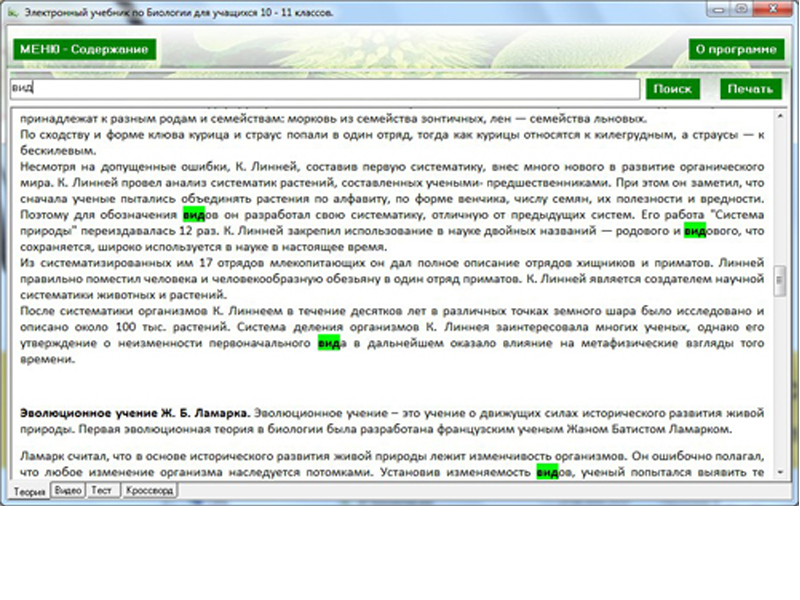 Электронный учебник по Биологии для учащихся 10 - 11 классов.
МЕНЮ - Содержание
О программе
вид
Поиск
Печать
принадлежат к разным родам и семействам: морковь из семейства зонтичных, лен — семейства льновых.
По сходству и форме клюва курица и страус попали в один отряд, тогда как курицы относятся к килегрудным, а страусы — к
бескилевым.
Несмотря на допущенные ошибки, К. Линней, составив первую систематику, внес много нового в развитие органического
мира. К. Линней провел анализ систематик растений, составленных учеными- предшественниками. При этом он заметил, что
сначала ученые пытались объединять растения по алфавиту, по форме венчика, числу семян, их полезности и вредности.
Поэтому для обозначения видов он разработал свою систематику, отличную от предыдущих систем. Его работа "Система
природы" переиздавалась 12 раз. К. Линней закрепил использование в науке двойных названий — родового и видового, что
сохраняется, широко используется в науке в настоящее время.
Из систематизированных им 17 отрядов млекопитающих он дал полное описание отрядов хищников и приматов. Линней
правильно поместил человека и человекообразную обезьяну в один отряд приматов. К. Линней является создателем научной
систематики животных и растений.
После систематики организмов К. Линнеем в течение десятков лет в различных точках земного шара было исследовано и
описано около 100 тыс. растений. Система деления организмов К. Линнея заинтересовала многих ученых, однако его
утверждение о неизменности первоначального вида в дальнейшем оказало влияние на метафизические взгляды того
времени.
Эволюционное учение Ж. Б. Ламарка. Эволюционное учение – это учение о движущих силах исторического развития живой
природы. Первая эволюционная теория в биологии была разработана французским ученым Жаном Батистом Ламарком.
Ламарк считал, что в основе исторического развития живой природы лежит изменчивость организмов. Он ошибочно полагал,
что любое изменение организма наследуется потомками. Установив изменяемость видов, ученый попытался выявить те
Теория Видео Тест Кроссворд